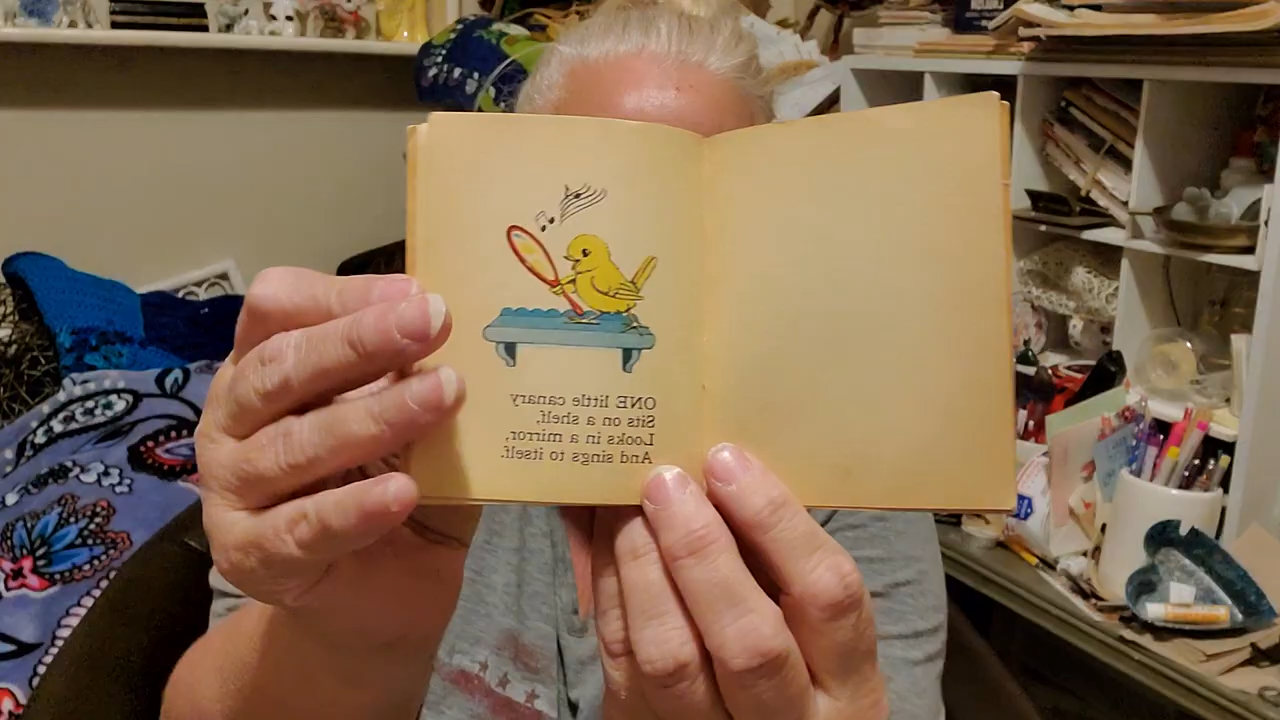 ONE little canary
Sits on a shelf,
Looks in a mirror,
And sings to itself.